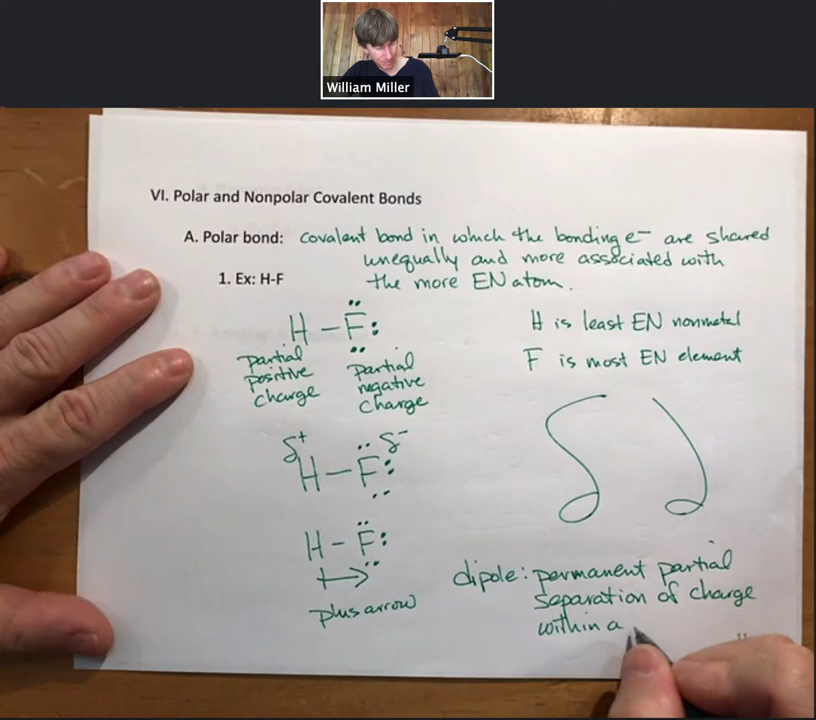 William Miller
VI. Polar and Nonpolar Covalent Bonds
A. Polar bond: covalent bond in which the bonding e⁻ are shared
unequally and more associated with
1. Ex: H-F the more EN atom.
H – F
H is least EN nonmetal
F is most EN element
Partial positive charge
Partial negative charge
δ+ δ-
H – F
δ
H – F
plus arrow
dipole: permanent partial
separation of charge
within a